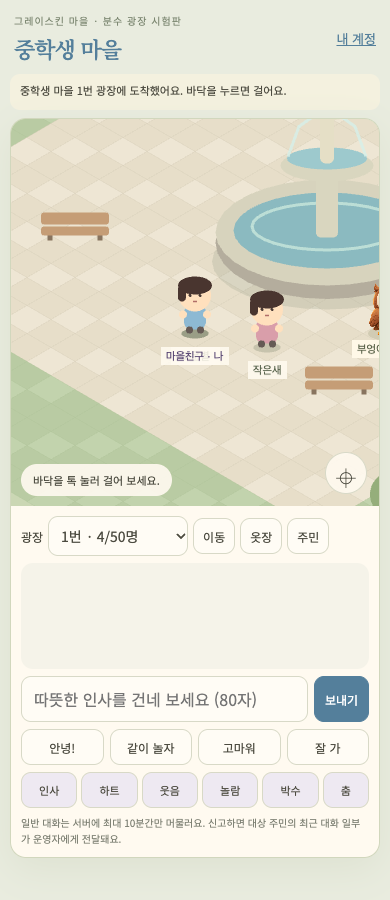 그레이스킨 마을 · 분수 광장 시험판
중학생 마을
내 계정
중학생 마을 1번 광장에 도착했어요. 바닥을 누르면 걸어요.
마을친구 · 나
작은새
바닥을 톡 눌러 걸어 보세요.
광장
1번 · 4/50명
이동
옷장
주민
따뜻한 인사를 건네 보세요 (80자)
보내기
안녕!
같이 놀자
고마워
잘 가
인사
하트
웃음
놀람
박수
춤
일반 대화는 서버에 최대 10분간만 머물러요. 신고하면 대상 주민의 최근 대화 일부
가 운영자에게 전달돼요.